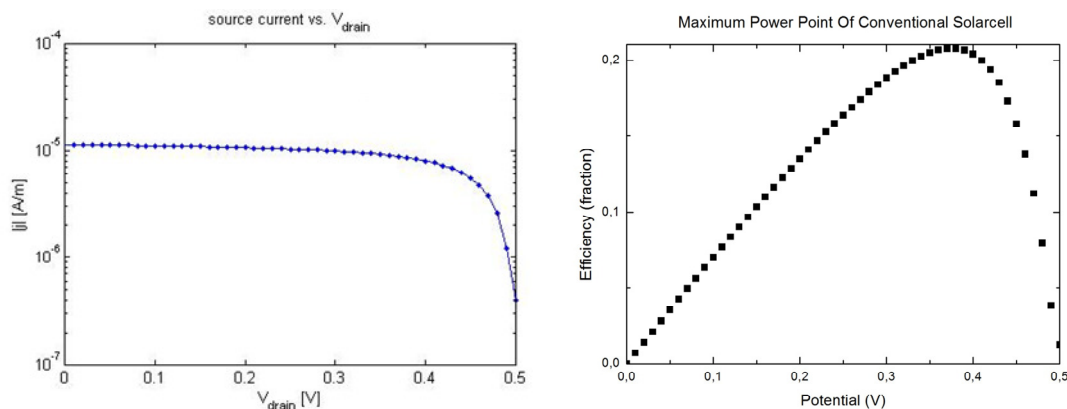 source current vs. V_drain
10^-4
10^-5
10^-6
10^-7
|j| [A/m]
0 0.1 0.2 0.3 0.4 0.5
V_drain [V]
Maximum Power Point Of Conventional Solarcell
0,2
0.1
0,0
Efficiency (fraction)
0,0 0,1 0,2 0,3 0,4 0,5
Potential (V)